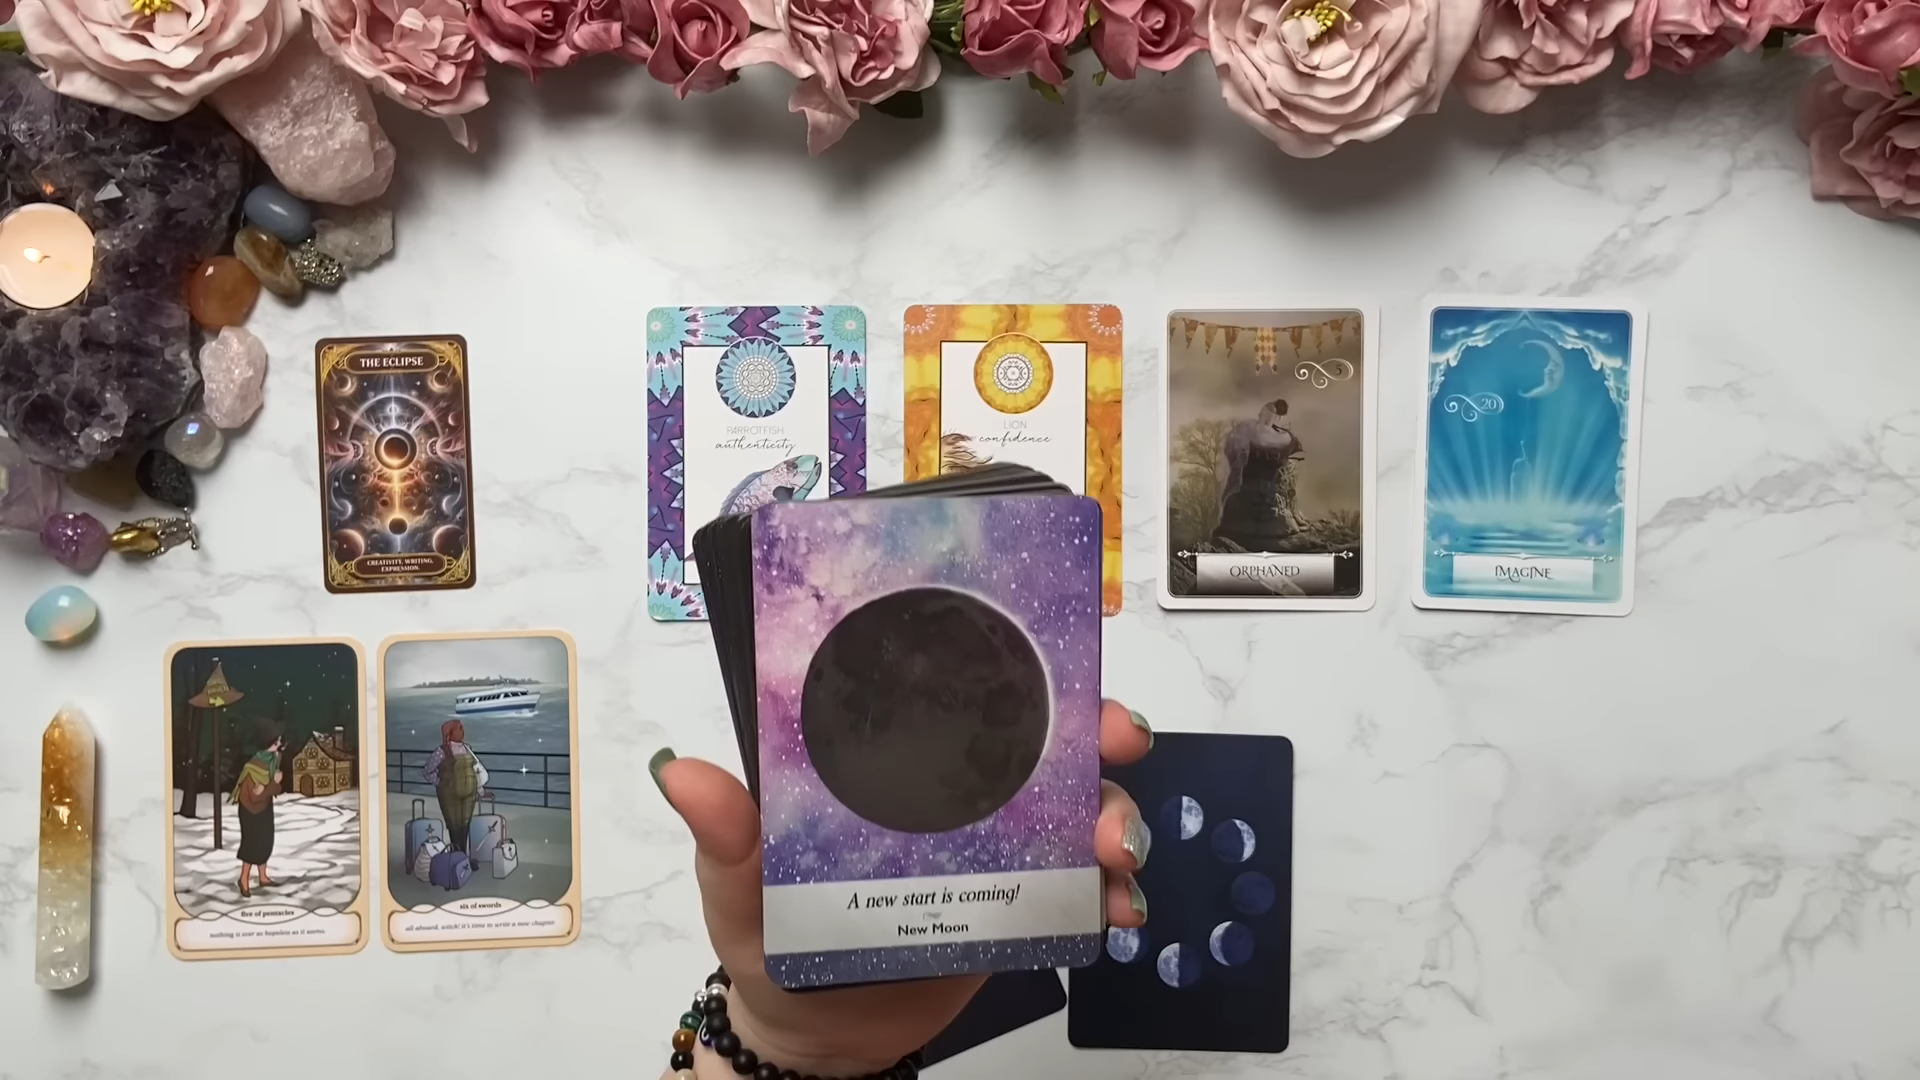 THE ECLIPSE
CREATIVITY, WRITING,
EXPRESSION.
PARROTFISH
authenticity
LION
confidence
5
ORPHANED
20
IMAGINE
five of pentacles
nothing is ever as hopeless as it seems.
six of swords
all aboard, witch! it's time to write a new chapter.
A new start is coming!
New Moon